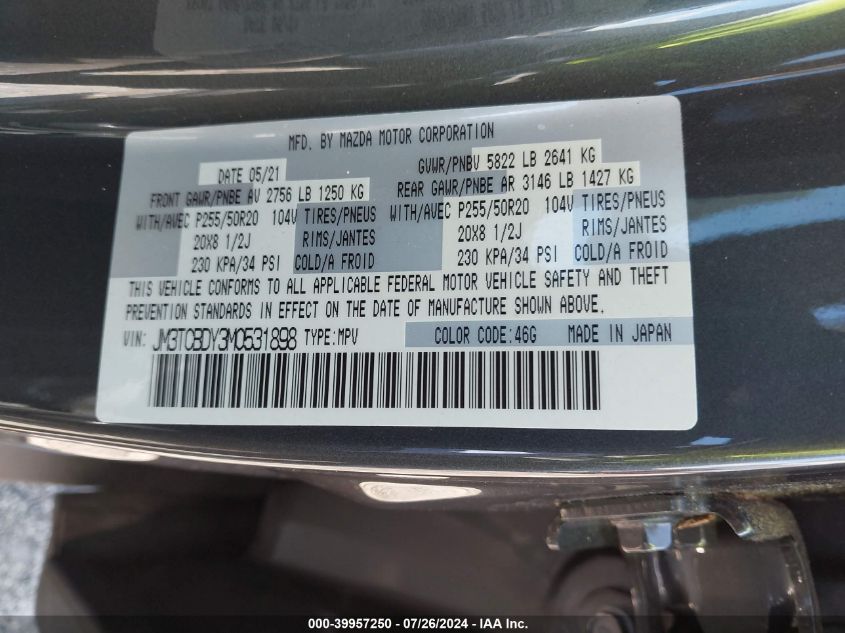 MFD. BY MAZDA MOTOR CORPORATION
DATE 05/21
GVWR/PNBV 5822 LB 2641 KG
FRONT GAWR/PNBE AV 2756 LB 1250 KG
REAR GAWR/PNBE AR 3146 LB 1427 KG
WITH/AVEC P255/50R20 104V TIRES/PNEUS
WITH/AVEC P255/50R20 104V TIRES/PNEUS
20X8 1/2J RIMS/JANTES
20X8 1/2J RIMS/JANTES
230 KPA/34 PSI COLD/A FROID
230 KPA/34 PSI COLD/A FROID
THIS VEHICLE CONFORMS TO ALL APPLICABLE FEDERAL MOTOR VEHICLE SAFETY AND THEFT
PREVENTION STANDARDS IN EFFECT ON THE DATE OF MANUFACTURE SHOWN ABOVE.
VIN: JM3TCBDY3M0531898 TYPE:MPV
COLOR CODE:46G MADE IN JAPAN
000-39957250 - 07/26/2024 - IAA Inc.